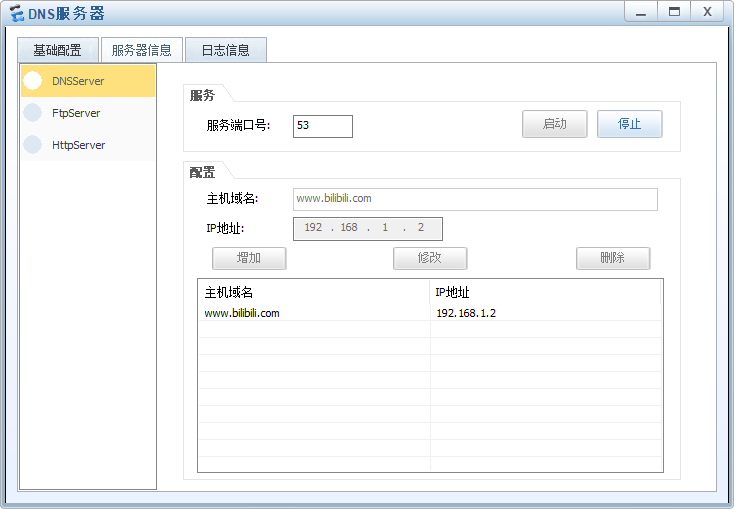 DNS服务器
基础配置 服务器信息 日志信息
DNSServer
FtpServer
HttpServer
服务
服务端口号: 53 启动 停止
配置
主机域名: www.bilibili.com
IP地址: 192 . 168 . 1 . 2
增加 修改 删除
主机域名 IP地址
www.bilibili.com 192.168.1.2